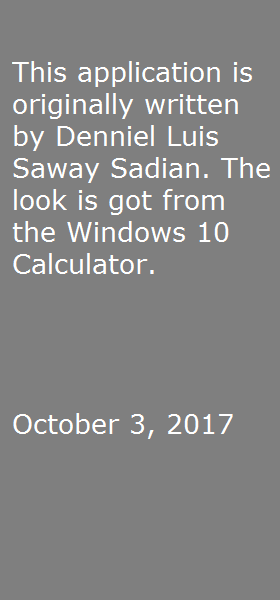 This application is
originally written
by Denniel Luis
Saway Sadian. The
look is got from
the Windows 10
Calculator.
October 3, 2017